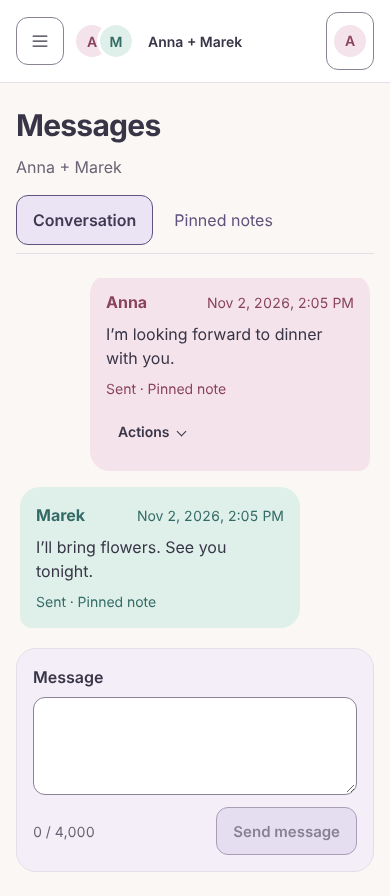 A M Anna + Marek A
Messages
Anna + Marek
Conversation Pinned notes
Anna Nov 2, 2026, 2:05 PM
I’m looking forward to dinner
with you.
Sent · Pinned note
Actions
Marek Nov 2, 2026, 2:05 PM
I’ll bring flowers. See you
tonight.
Sent · Pinned note
Message
0 / 4,000 Send message